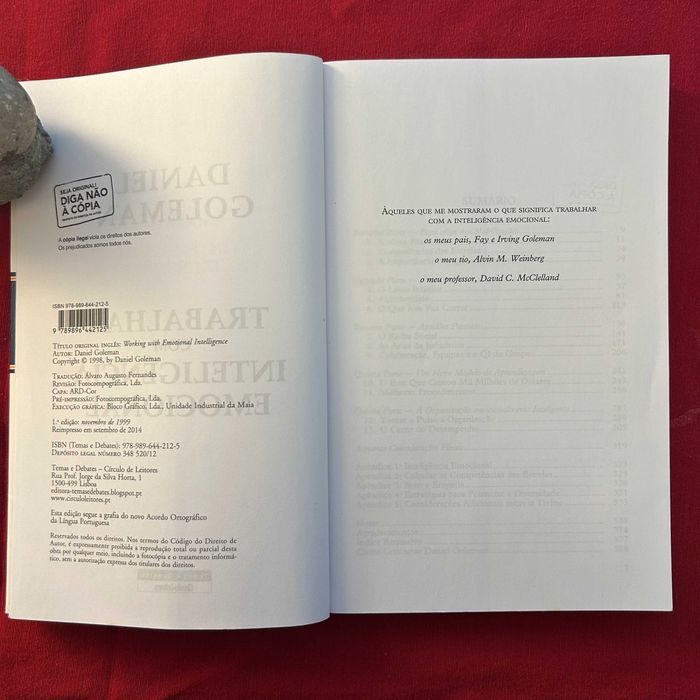 SEJA ORIGINAL!
DIGA NÃO
À CÓPIA
A cópia ilegal viola os direitos dos autores.
Os prejudicados somos todos nós.
ISBN 978-989-644-212-5
9 789896 442125
TÍTULO ORIGINAL INGLÊS: Working with Emotional Intelligence
AUTOR: Daniel Goleman
Copyright © 1998, by Daniel Goleman
TRADUÇÃO: Álvaro Augusto Fernandes
REVISÃO: Fotocompográfica, Lda.
CAPA: ARD-Cor
PRÉ-IMPRESSÃO: Fotocompográfica, Lda.
EXECUÇÃO GRÁFICA: Bloco Gráfico, Lda., Unidade Industrial da Maia
1.ª edição: novembro de 1999
Reimpresso em setembro de 2014
ISBN (Temas e Debates): 978-989-644-212-5
DEPÓSITO LEGAL NÚMERO 348 520/12
Temas e Debates – Círculo de Leitores
Rua Prof. Jorge da Silva Horta, 1
1500-499 Lisboa
editora-temasedebates.blogspot.pt
www.circuloleitores.pt
Esta edição segue a grafia do novo Acordo Ortográfico
da Língua Portuguesa
Reservados todos os direitos. Nos termos do Código do Direito de
Autor, é expressamente proibida a reprodução total ou parcial desta
obra por qualquer meio, incluindo a fotocópia e o tratamento informá-
tico, sem a autorização expressa dos titulares dos direitos.
ÀQUELES QUE ME MOSTRARAM O QUE SIGNIFICA TRABALHAR
COM A INTELIGÊNCIA EMOCIONAL:
os meus pais, Fay e Irving Goleman
o meu tio, Alvin M. Weinberg
o meu professor, David C. McClelland